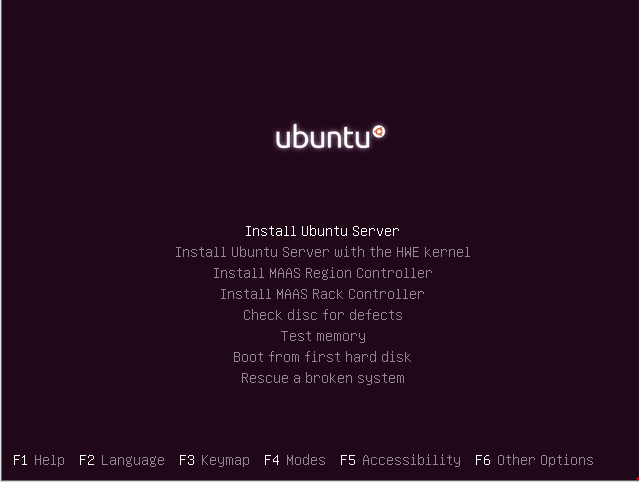 ubuntu
Install Ubuntu Server
Install Ubuntu Server with the HWE kernel
Install MAAS Region Controller
Install MAAS Rack Controller
Check disc for defects
Test memory
Boot from first hard disk
Rescue a broken system
F1 Help F2 Language F3 Keymap F4 Modes F5 Accessibility F6 Other Options